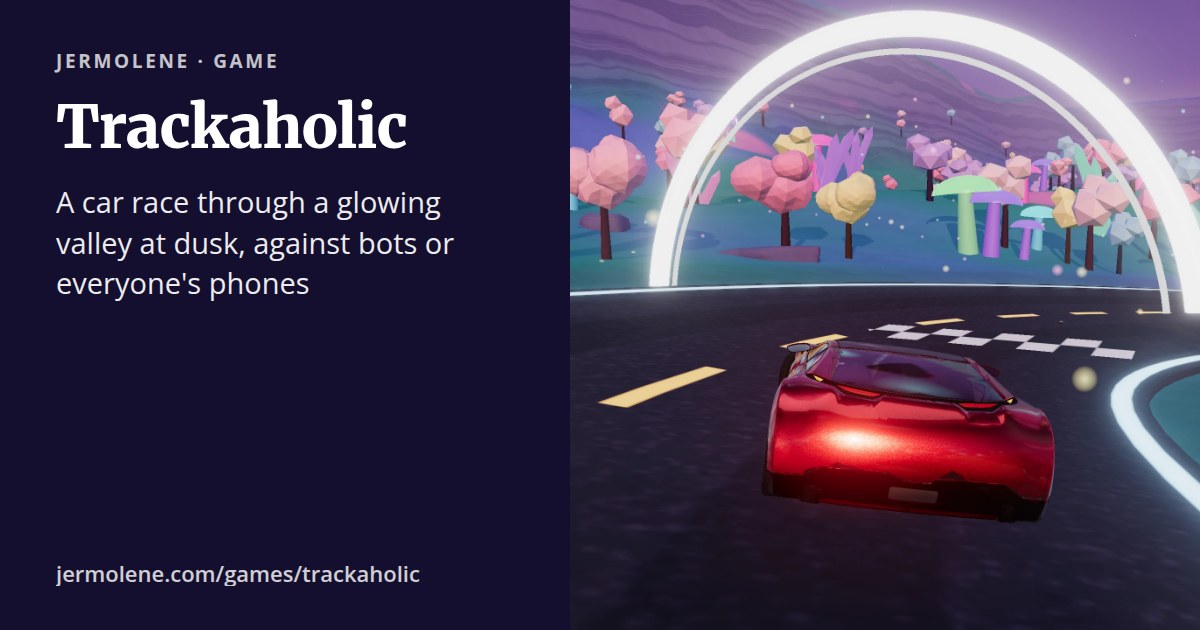 JERMOLENE · GAME
Trackaholic
A car race through a glowing
valley at dusk, against bots or
everyone's phones
jermolene.com/games/trackaholic